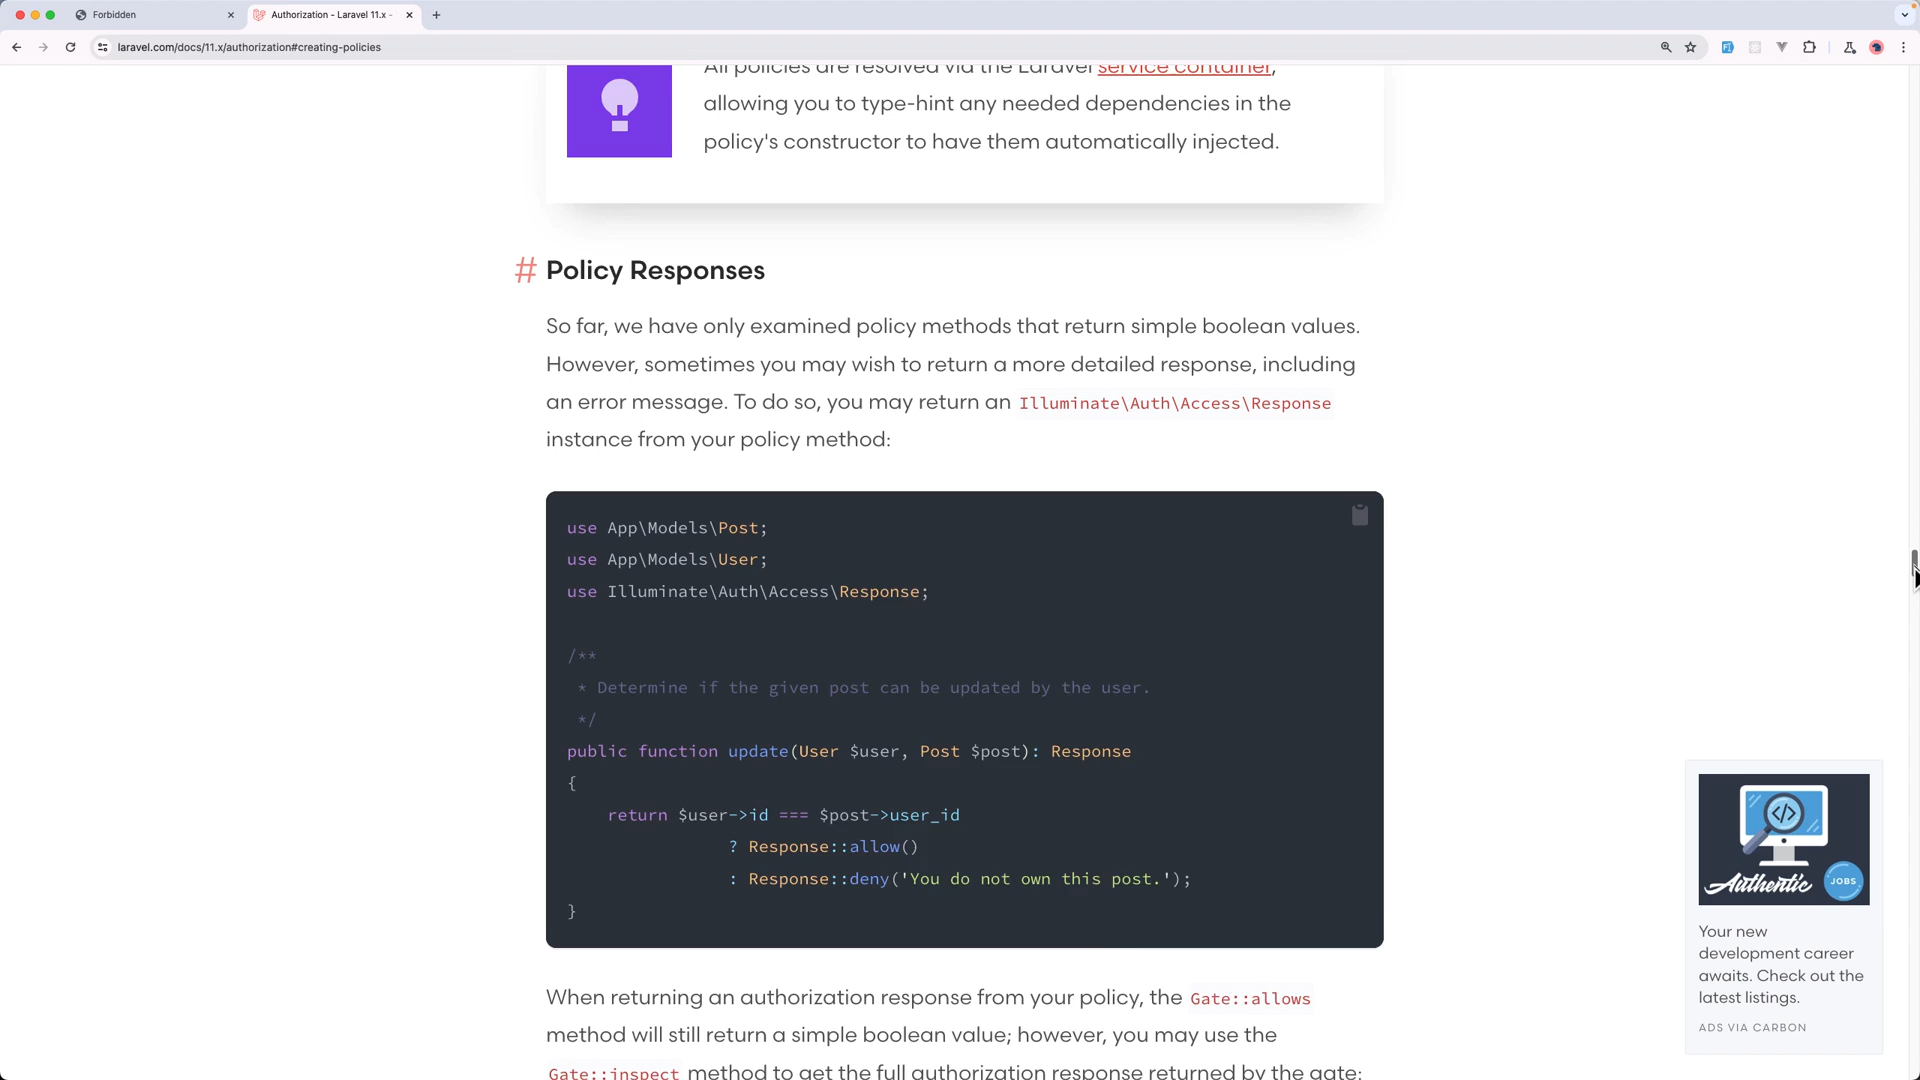 Forbidden
Authorization - Laravel 11.x -
laravel.com/docs/11.x/authorization#creating-policies
All policies are resolved via the Laravel service container,
allowing you to type-hint any needed dependencies in the
policy's constructor to have them automatically injected.
# Policy Responses
So far, we have only examined policy methods that return simple boolean values.
However, sometimes you may wish to return a more detailed response, including
an error message. To do so, you may return an Illuminate\Auth\Access\Response
instance from your policy method:
use App\Models\Post;
use App\Models\User;
use Illuminate\Auth\Access\Response;
/**
* Determine if the given post can be updated by the user.
*/
public function update(User $user, Post $post): Response
{
return $user->id === $post->user_id
? Response::allow()
: Response::deny('You do not own this post.');
}
When returning an authorization response from your policy, the Gate::allows
method will still return a simple boolean value; however, you may use the
Gate::inspect method to get the full authorization response returned by the gate:
</>
Authentic JOBS
Your new
development career
awaits. Check out the
latest listings.
ADS VIA CARBON